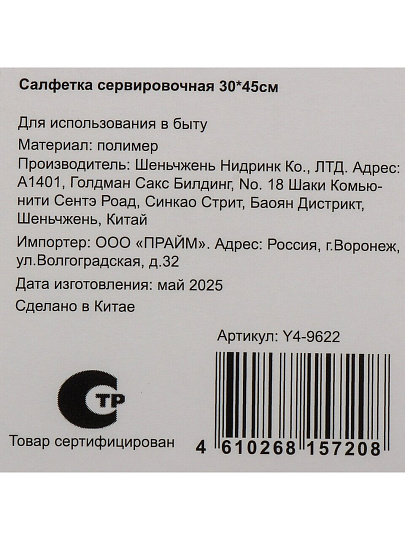 Салфетка сервировочная 30*45см
Для использования в быту
Материал: полимер
Производитель: Шеньчжень Нидринк Ко., ЛТД. Адрес:
А1401, Голдман Сакс Билдинг, No. 18 Шаки Комью-
нити Сентэ Роад, Синкао Стрит, Баоян Дистрикт,
Шеньчжень, Китай
Импортер: ООО «ПРАЙМ». Адрес: Россия, г.Воронеж,
ул.Волгоградская, д.32
Дата изготовления: май 2025
Сделано в Китае
Артикул: Y4-9622
СТР
Товар сертифицирован
4 610268 157208